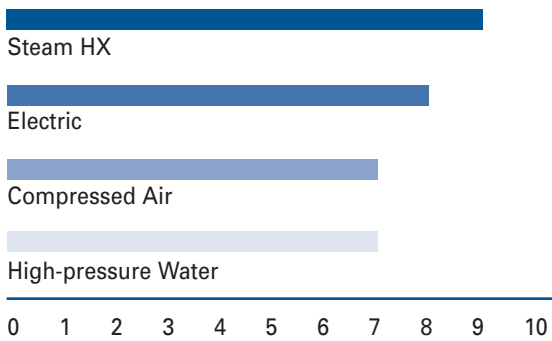 Steam HX
Electric
Compressed Air
High-pressure Water
0 1 2 3 4 5 6 7 8 9 10